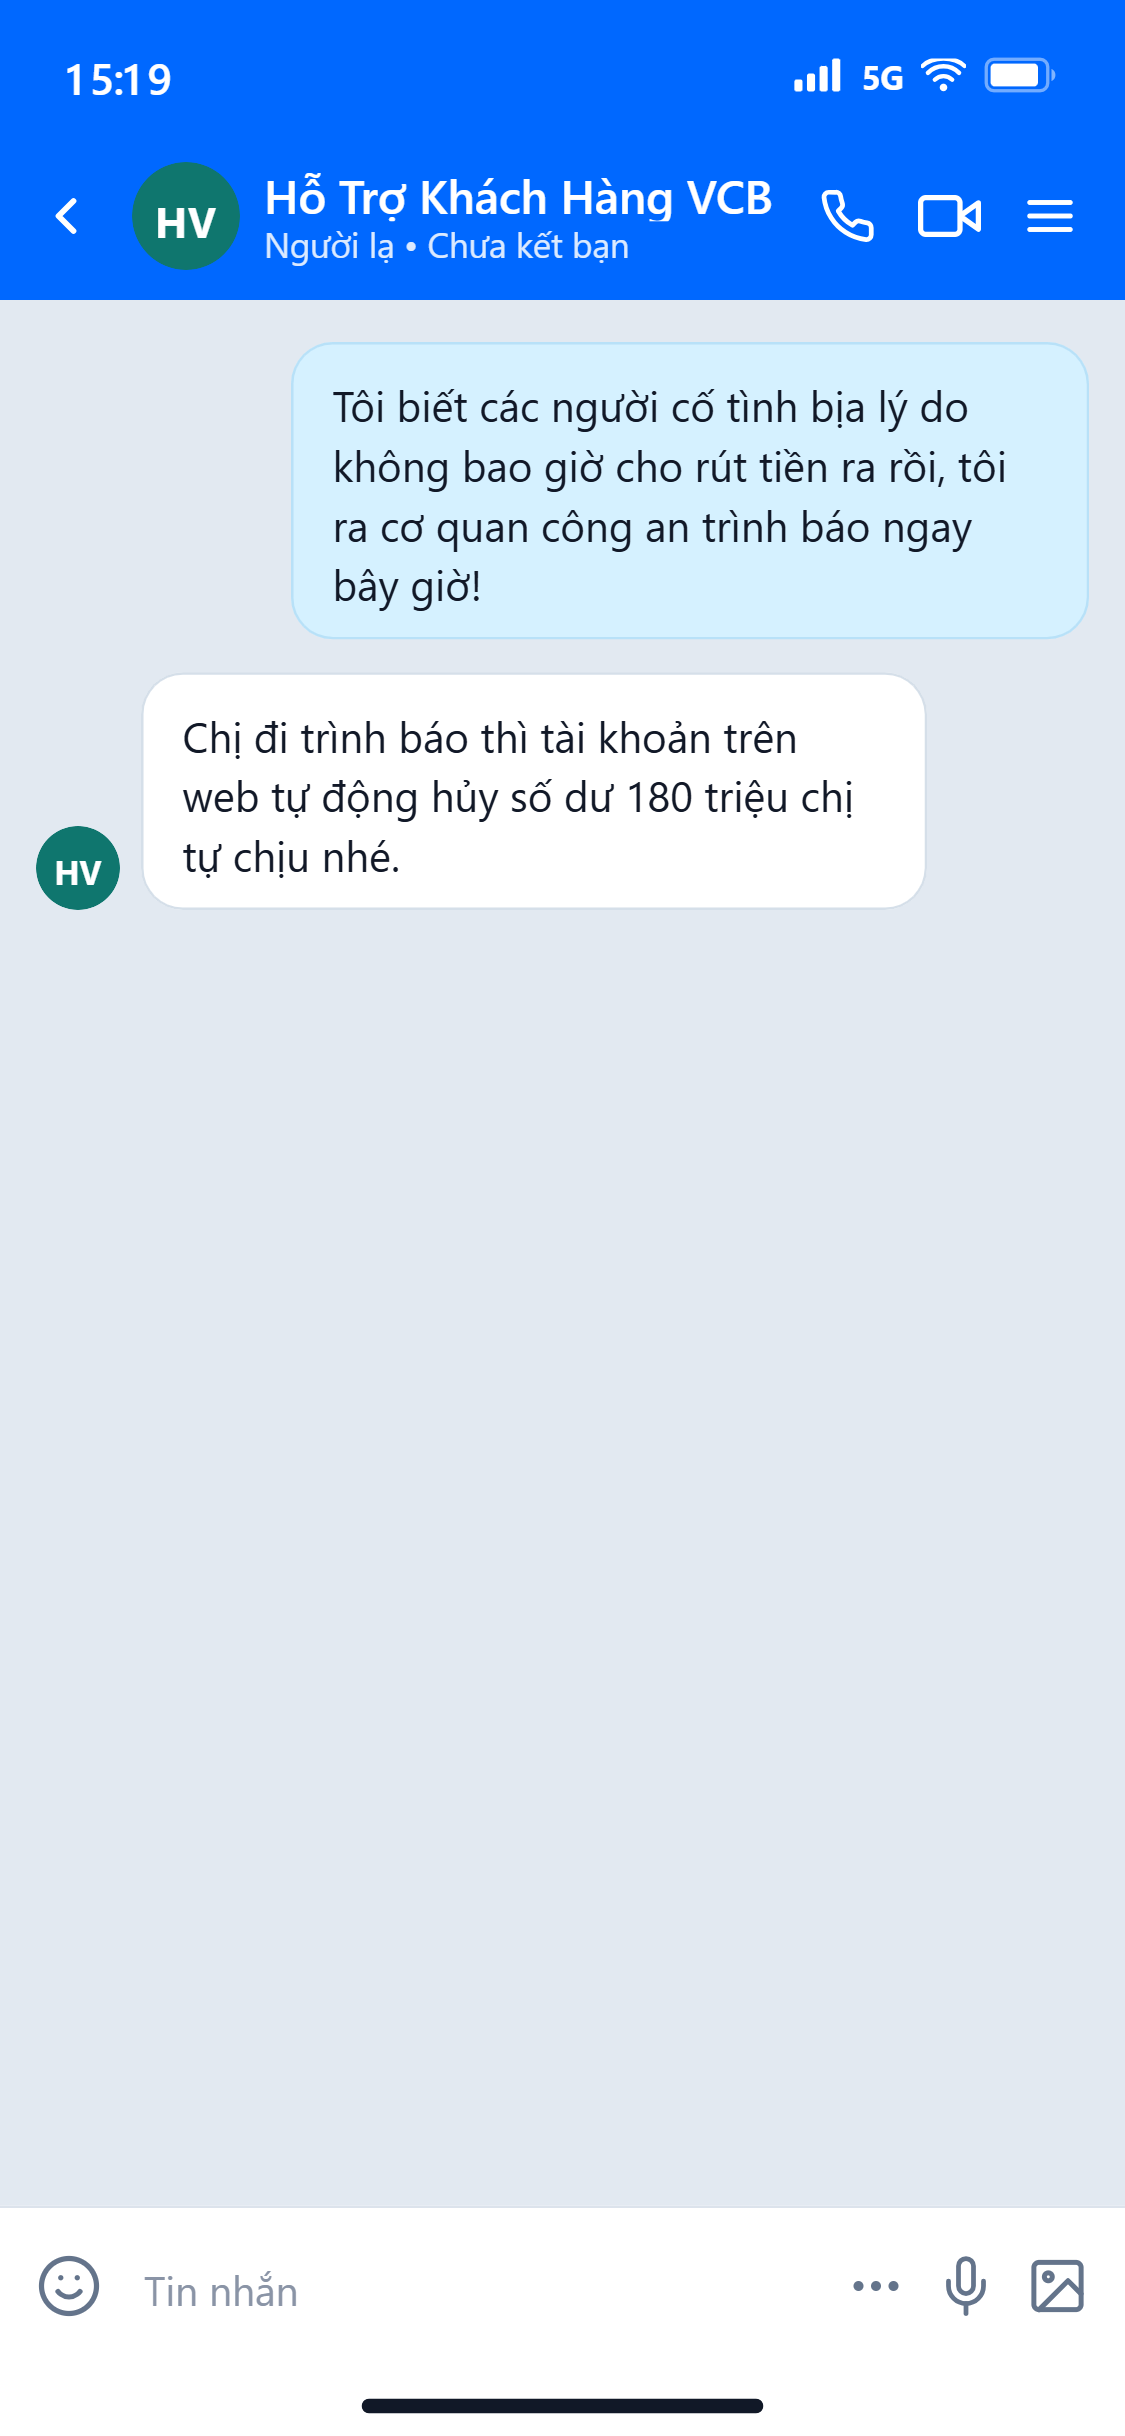 15:19
5G
HV
Hỗ Trợ Khách Hàng VCB
Người lạ • Chưa kết bạn
Tôi biết các người cố tình bịa lý do
không bao giờ cho rút tiền ra rồi, tôi
ra cơ quan công an trình báo ngay
bây giờ!
Chị đi trình báo thì tài khoản trên
web tự động hủy số dư 180 triệu chị
tự chịu nhé.
HV
Tin nhắn